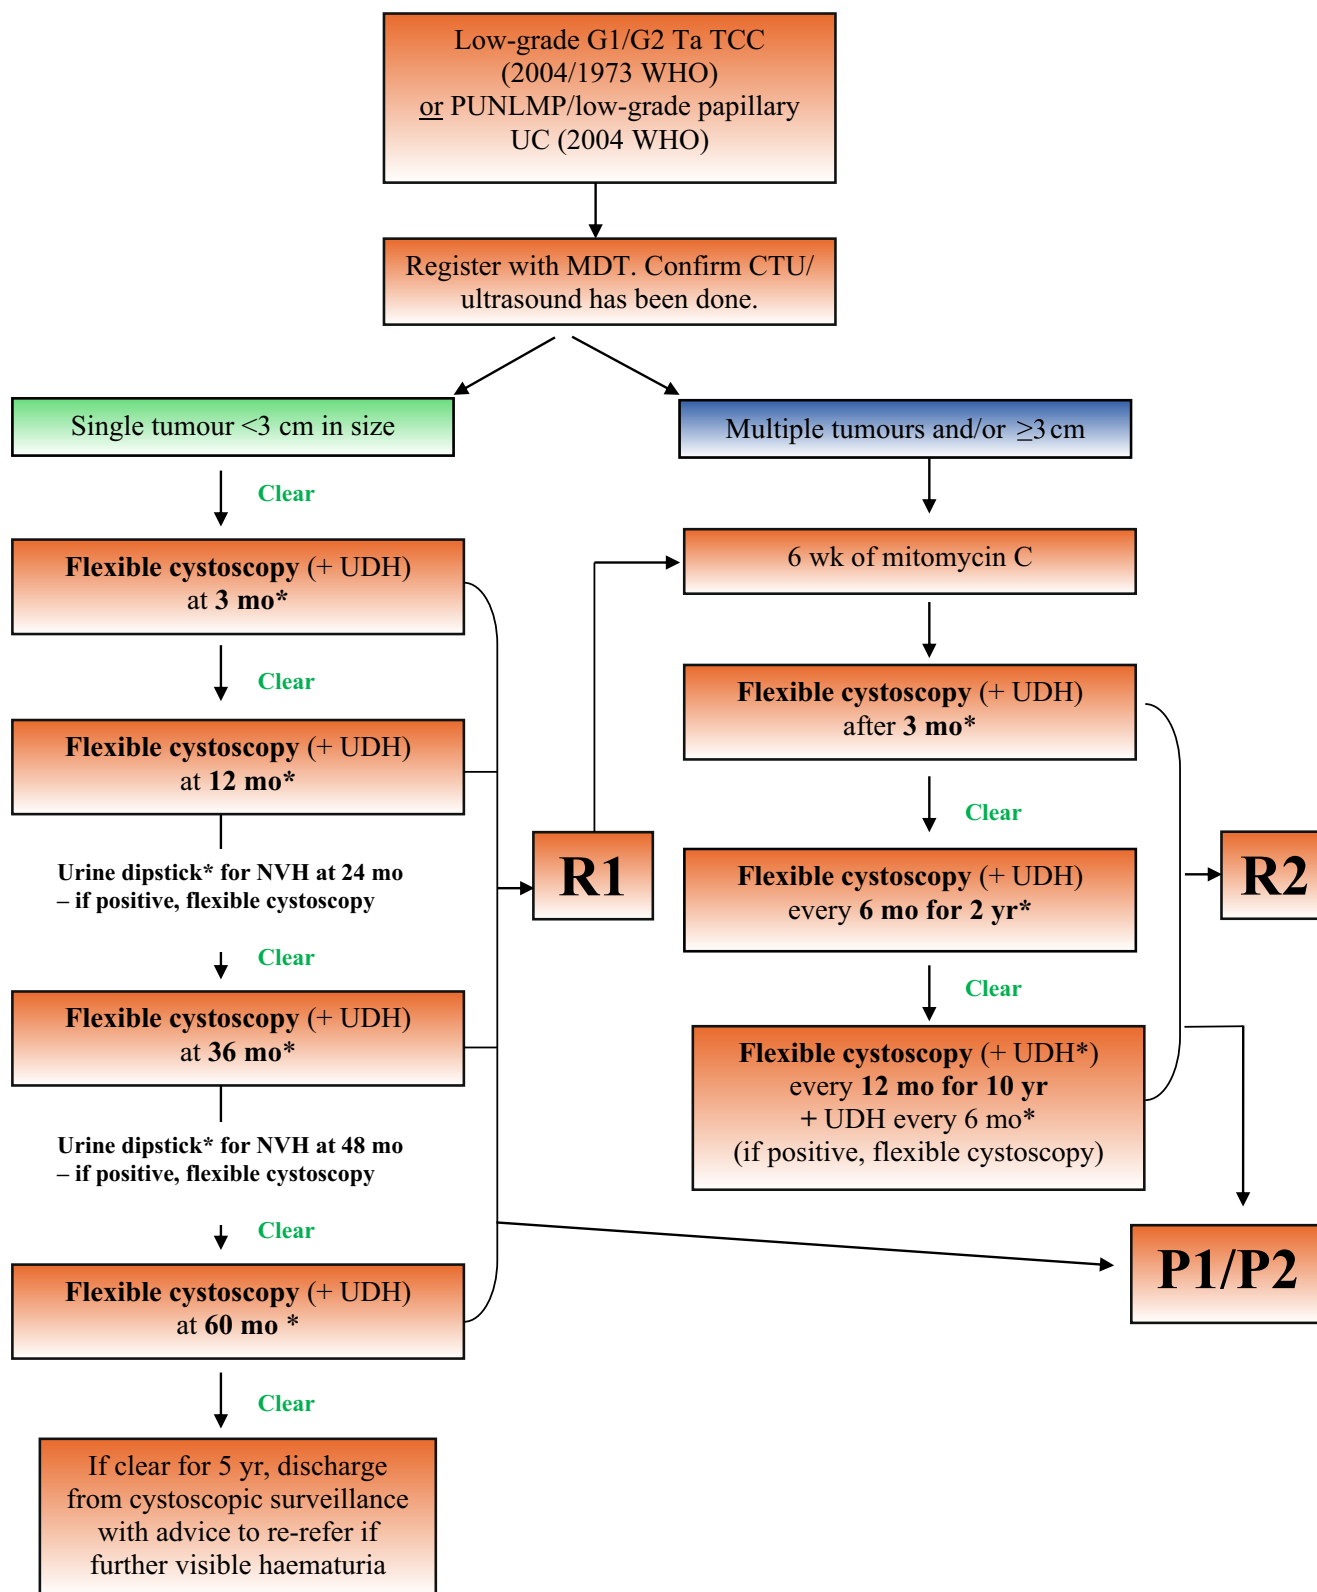 Low-grade G1/G2 Ta TCC
(2004/1973 WHO)
or PUNLMP/low-grade papillary
UC (2004 WHO)
Register with MDT. Confirm CTU/
ultrasound has been done.
Single tumour <3 cm in size
Clear
Flexible cystoscopy (+ UDH)
at 3 mo*
Clear
Flexible cystoscopy (+ UDH)
at 12 mo*
Urine dipstick* for NVH at 24 mo
– if positive, flexible cystoscopy
Clear
Flexible cystoscopy (+ UDH)
at 36 mo*
Urine dipstick* for NVH at 48 mo
– if positive, flexible cystoscopy
Clear
Flexible cystoscopy (+ UDH)
at 60 mo *
Clear
If clear for 5 yr, discharge
from cystoscopic surveillance
with advice to re-refer if
further visible haematuria
R1
Multiple tumours and/or ≥3 cm
6 wk of mitomycin C
Flexible cystoscopy (+ UDH)
after 3 mo*
Clear
Flexible cystoscopy (+ UDH)
every 6 mo for 2 yr*
Clear
Flexible cystoscopy (+ UDH*)
every 12 mo for 10 yr
+ UDH every 6 mo*
(if positive, flexible cystoscopy)
R2
P1/P2